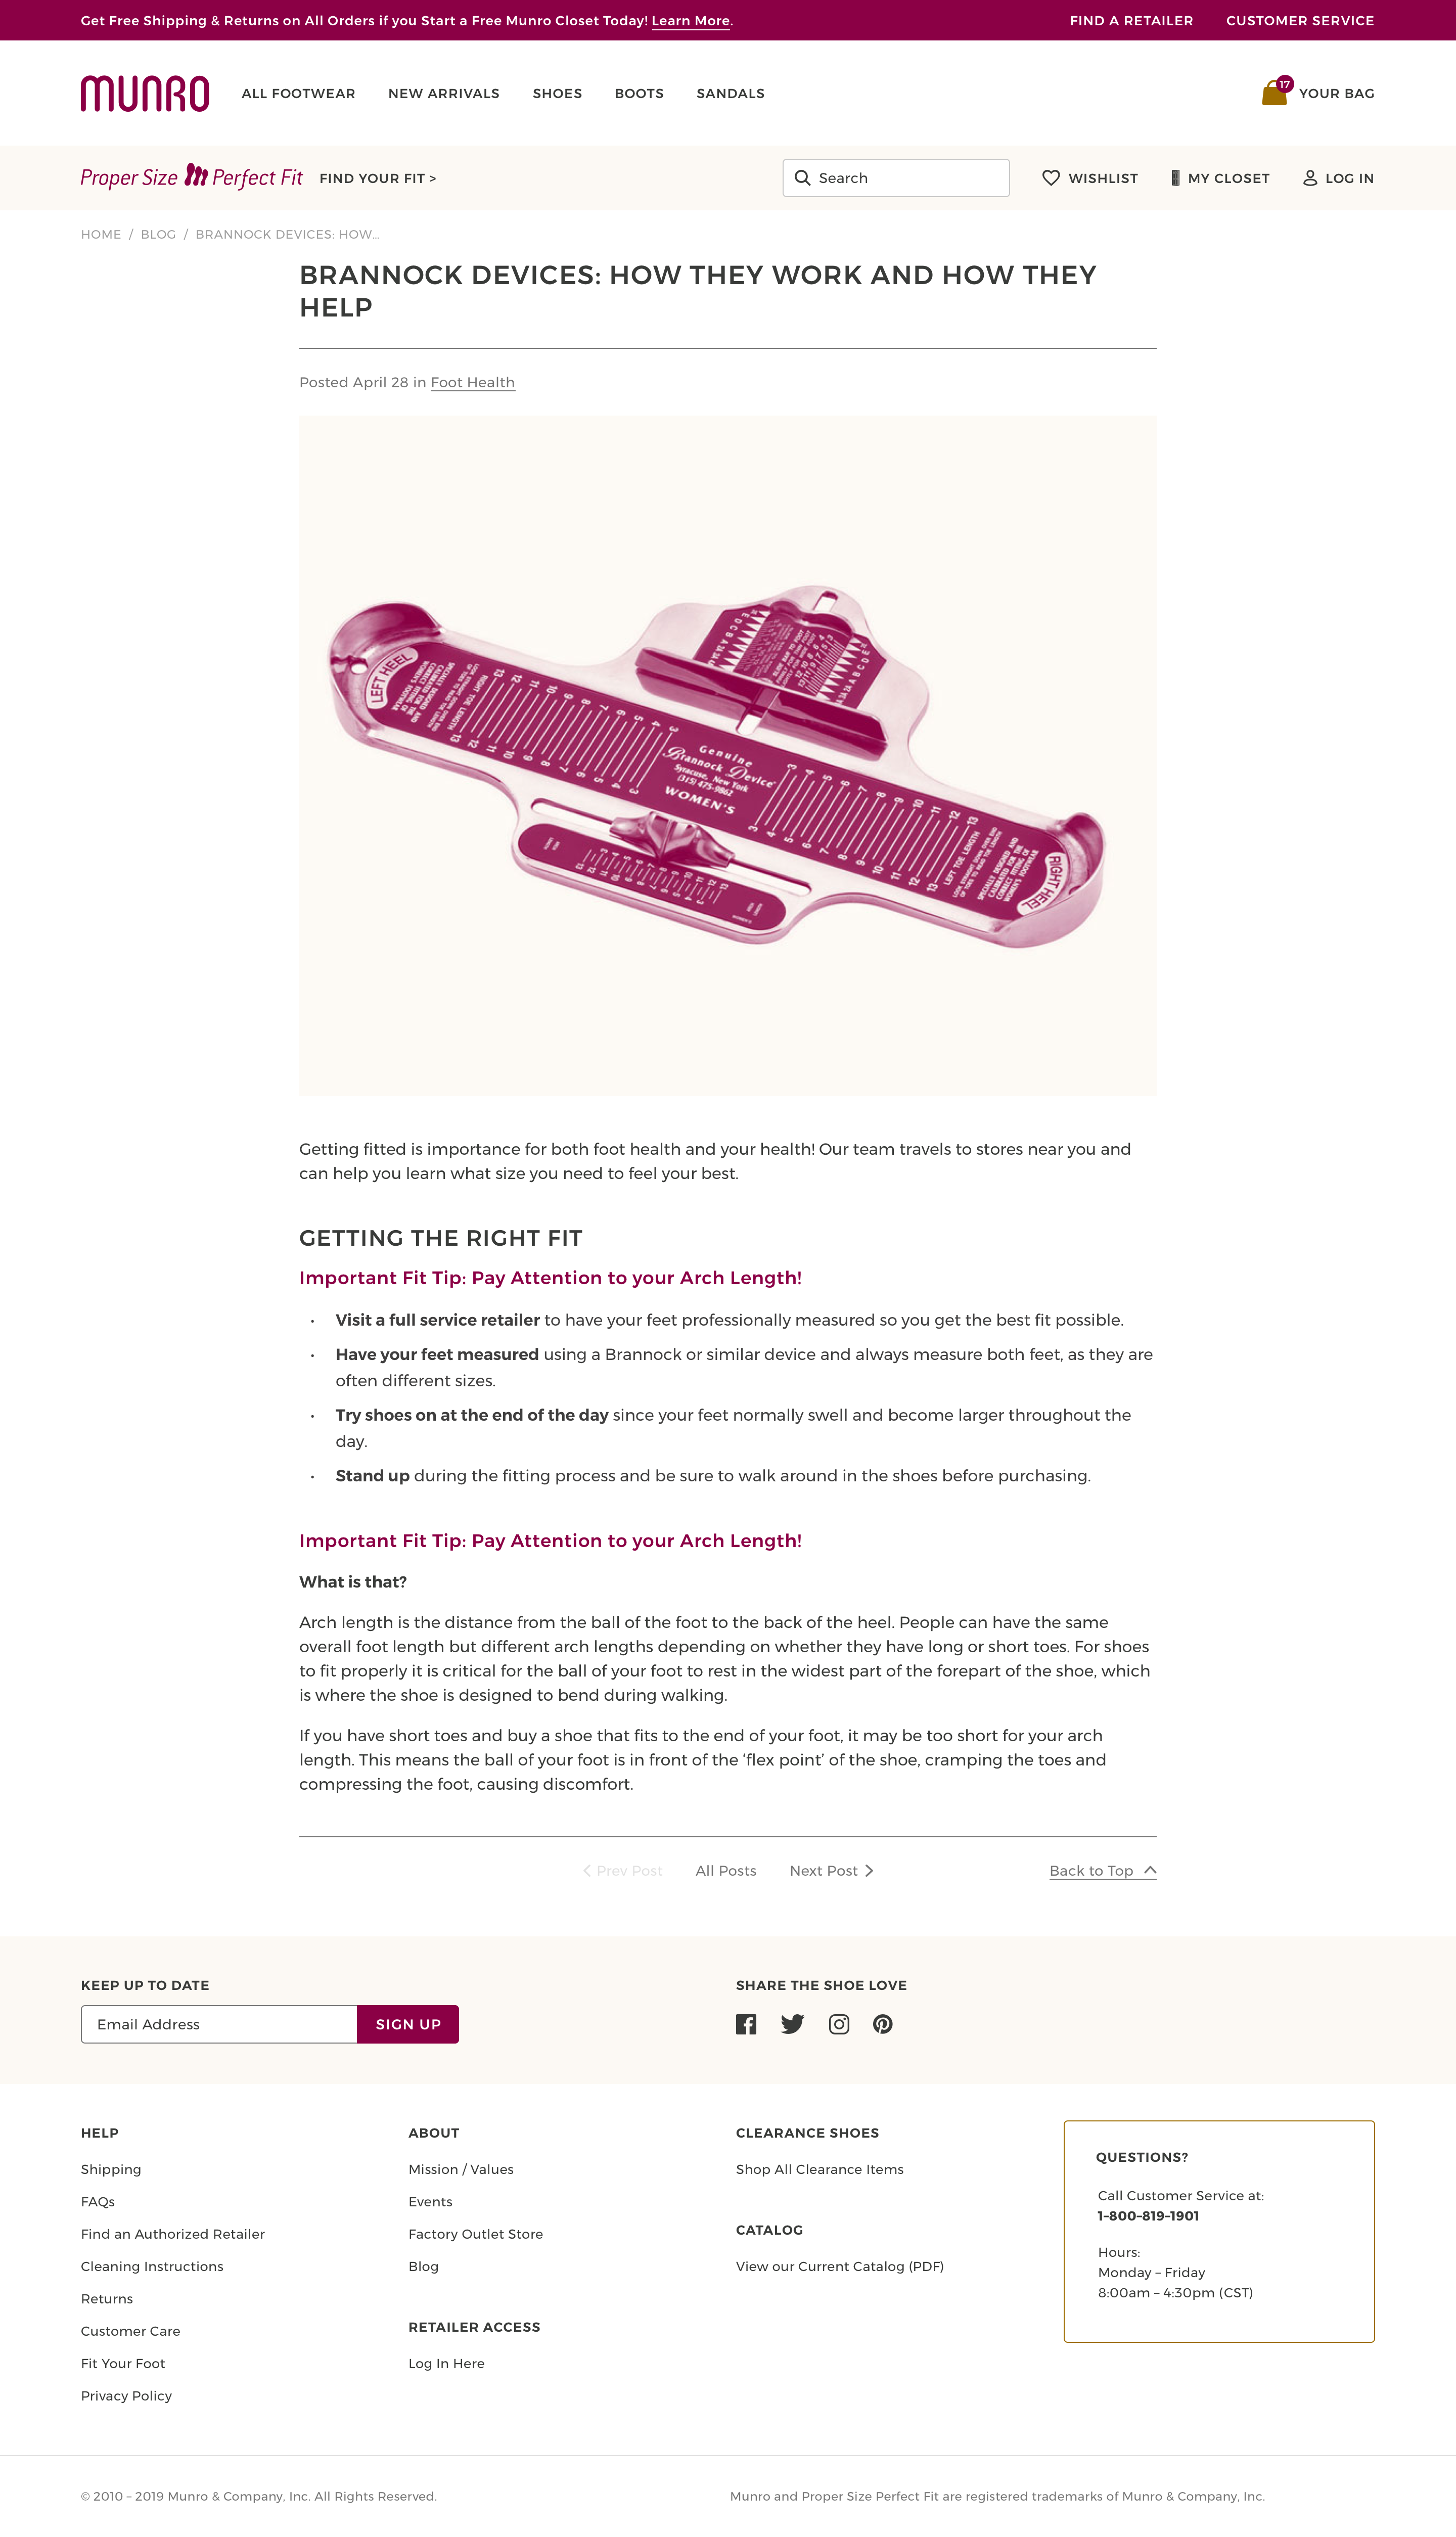 Get Free Shipping & Returns on All Orders if you Start a Free Munro Closet Today! Learn More.
FIND A RETAILER
CUSTOMER SERVICE
MUNRO
ALL FOOTWEAR
NEW ARRIVALS
SHOES
BOOTS
SANDALS
17
YOUR BAG
Proper Size Perfect Fit
FIND YOUR FIT >
Search
WISHLIST
MY CLOSET
LOG IN
HOME / BLOG / BRANNOCK DEVICES: HOW...
BRANNOCK DEVICES: HOW THEY WORK AND HOW THEY
HELP
Posted April 28 in Foot Health
LEFT HEEL
RIGHT TOE LENGTH
Genuine
Brannock Device
Syracuse, New York
(315) 475-9862
WOMEN'S
LEFT TOE LENGTH
SPECIALLY DESIGNED AND
CALIBRATED FOR THE
CORRECT FITTING OF
WOMEN'S FOOTWEAR
RIGHT HEEL
Getting fitted is importance for both foot health and your health! Our team travels to stores near you and
can help you learn what size you need to feel your best.
GETTING THE RIGHT FIT
Important Fit Tip: Pay Attention to your Arch Length!
• Visit a full service retailer to have your feet professionally measured so you get the best fit possible.
• Have your feet measured using a Brannock or similar device and always measure both feet, as they are
often different sizes.
• Try shoes on at the end of the day since your feet normally swell and become larger throughout the
day.
• Stand up during the fitting process and be sure to walk around in the shoes before purchasing.
Important Fit Tip: Pay Attention to your Arch Length!
What is that?
Arch length is the distance from the ball of the foot to the back of the heel. People can have the same
overall foot length but different arch lengths depending on whether they have long or short toes. For shoes
to fit properly it is critical for the ball of your foot to rest in the widest part of the forepart of the shoe, which
is where the shoe is designed to bend during walking.
If you have short toes and buy a shoe that fits to the end of your foot, it may be too short for your arch
length. This means the ball of your foot is in front of the ‘flex point’ of the shoe, cramping the toes and
compressing the foot, causing discomfort.
Prev Post
All Posts
Next Post
Back to Top
KEEP UP TO DATE
Email Address
SIGN UP
SHARE THE SHOE LOVE
HELP
Shipping
FAQs
Find an Authorized Retailer
Cleaning Instructions
Returns
Customer Care
Fit Your Foot
Privacy Policy
ABOUT
Mission / Values
Events
Factory Outlet Store
Blog
RETAILER ACCESS
Log In Here
CLEARANCE SHOES
Shop All Clearance Items
CATALOG
View our Current Catalog (PDF)
QUESTIONS?
Call Customer Service at:
1-800-819-1901
Hours:
Monday – Friday
8:00am – 4:30pm (CST)
© 2010 – 2019 Munro & Company, Inc. All Rights Reserved.
Munro and Proper Size Perfect Fit are registered trademarks of Munro & Company, Inc.